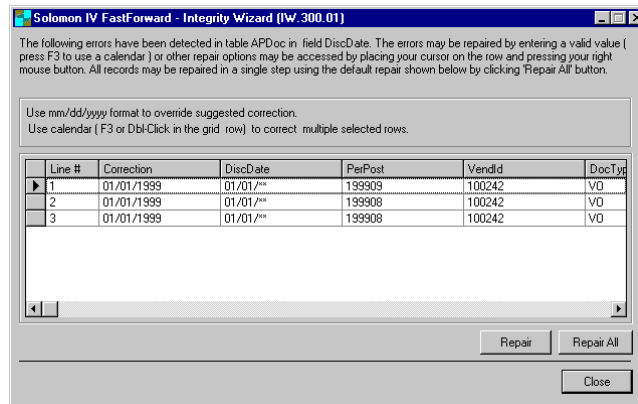 Solomon IV FastForward - Integrity Wizard (IW.300.01)
The following errors have been detected in table APDoc in field DiscDate. The errors may be repaired by entering a valid value (
press F3 to use a calendar ) or other repair options may be accessed by placing your cursor on the row and pressing your right
mouse button. All records may be repaired in a single step using the default repair shown below by clicking 'Repair All' button.
Use mm/dd/yyyy format to override suggested correction.
Use calendar ( F3 or Dbl-Click in the grid row) to correct multiple selected rows.
Line # Correction DiscDate PerPost VendId DocTyp
1 01/01/1999 01/01/** 199909 100242 VO
2 01/01/1999 01/01/** 199908 100242 VO
3 01/01/1999 01/01/** 199908 100242 VO
Repair Repair All
Close